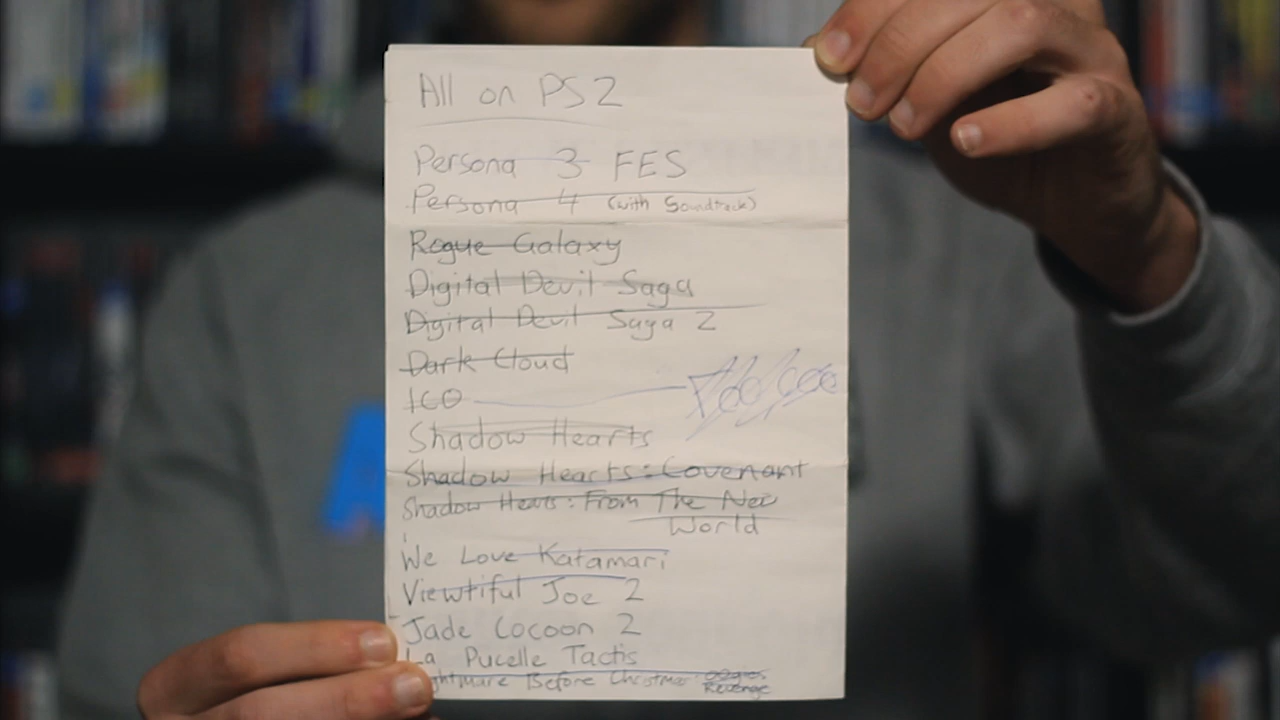 All on PS2
Persona 3 FES
Persona 4 (with Soundtrack)
Rogue Galaxy
Digital Devil Saga
Digital Devil Saga 2
Dark Cloud
ICO
Shadow Hearts
Shadow Hearts: Covenant
Shadow Hearts: From The New
World
We Love Katamari
Viewtiful Joe 2
Jade Cocoon 2
La Pucelle Tactis
ghtmare Before Christmas oogies
Revenge